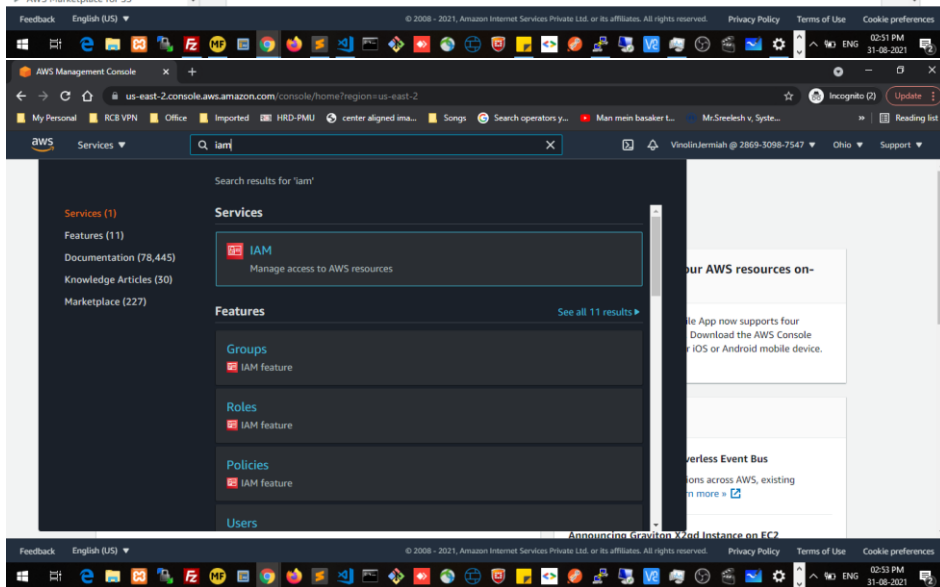 AWS Marketplace for S3
Feedback English (US) ▼ © 2008 - 2021, Amazon Internet Services Private Ltd. or its affiliates. All rights reserved. Privacy Policy Terms of Use Cookie preferences
02:51 PM
ENG
31-08-2021
AWS Management Console
us-east-2.console.aws.amazon.com/console/home?region=us-east-2
Incognito (2)
Update
My Personal RCB VPN Office Imported HRD-PMU center aligned ima... Songs Search operators y... Man mein basaker t... Mr.Sreelesh v, Syste... » Reading list
aws Services ▼ iam VinolinJermiah @ 2869-3098-7547 ▼ Ohio ▼ Support ▼
Search results for 'iam'
Services (1)
Features (11)
Documentation (78,445)
Knowledge Articles (30)
Marketplace (227)
Services
IAM
Manage access to AWS resources
Features See all 11 results ▶
Groups
IAM feature
Roles
IAM feature
Policies
IAM feature
Users
our AWS resources on-
ile App now supports four
Download the AWS Console
r iOS or Android mobile device.
verless Event Bus
ions across AWS, existing
rn more »
Announcing Graviton X2gd Instance on EC2
Feedback English (US) ▼ © 2008 - 2021, Amazon Internet Services Private Ltd. or its affiliates. All rights reserved. Privacy Policy Terms of Use Cookie preferences
02:53 PM
ENG
31-08-2021